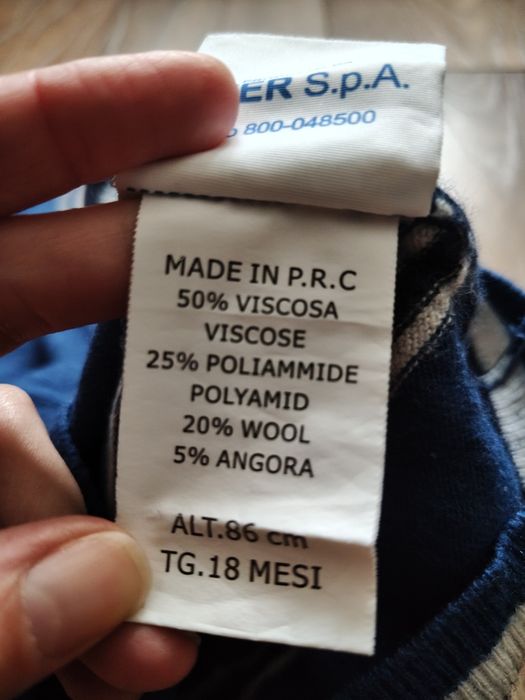 ER S.p.A.
800-048500
MADE IN P.R.C
50% VISCOSA
VISCOSE
25% POLIAMMIDE
POLYAMID
20% WOOL
5% ANGORA
ALT.86 cm
TG.18 MESI